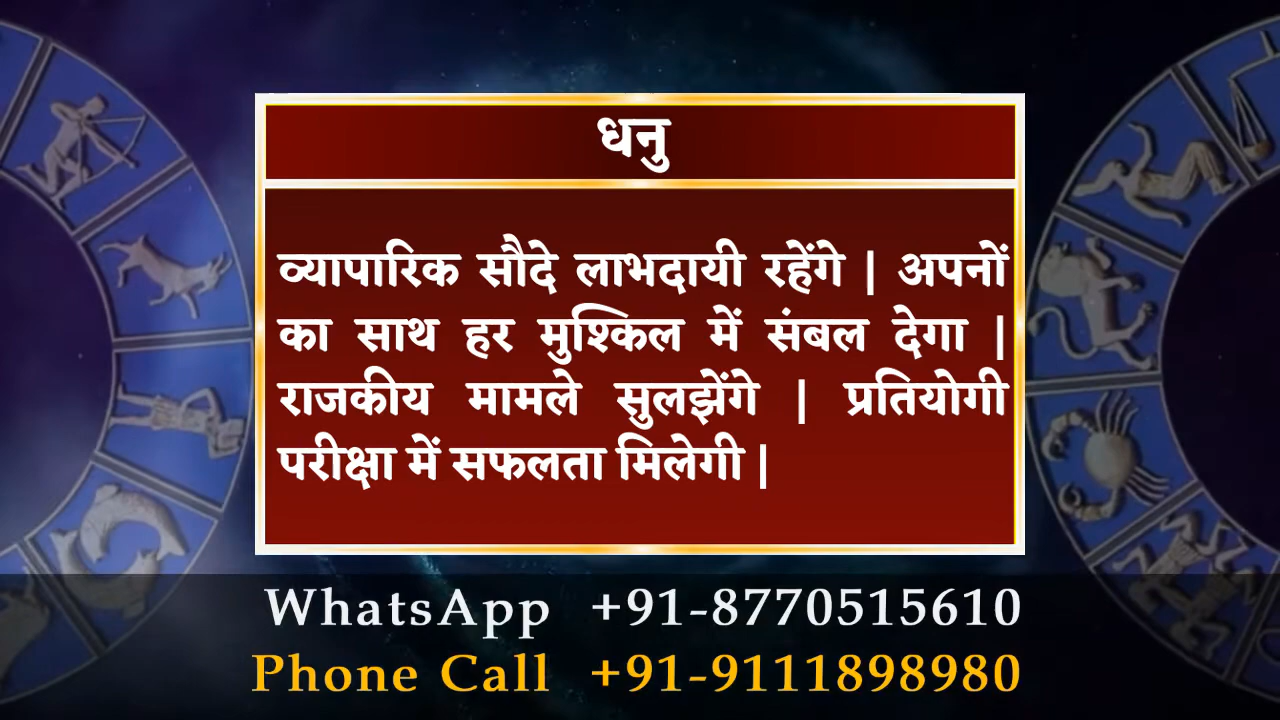 धनु
व्यापारिक सौदे लाभदायी रहेंगे | अपनों
का साथ हर मुश्किल में संबल देगा |
राजकीय मामले सुलझेंगे | प्रतियोगी
परीक्षा में सफलता मिलेगी |
WhatsApp +91-8770515610
Phone Call +91-9111898980